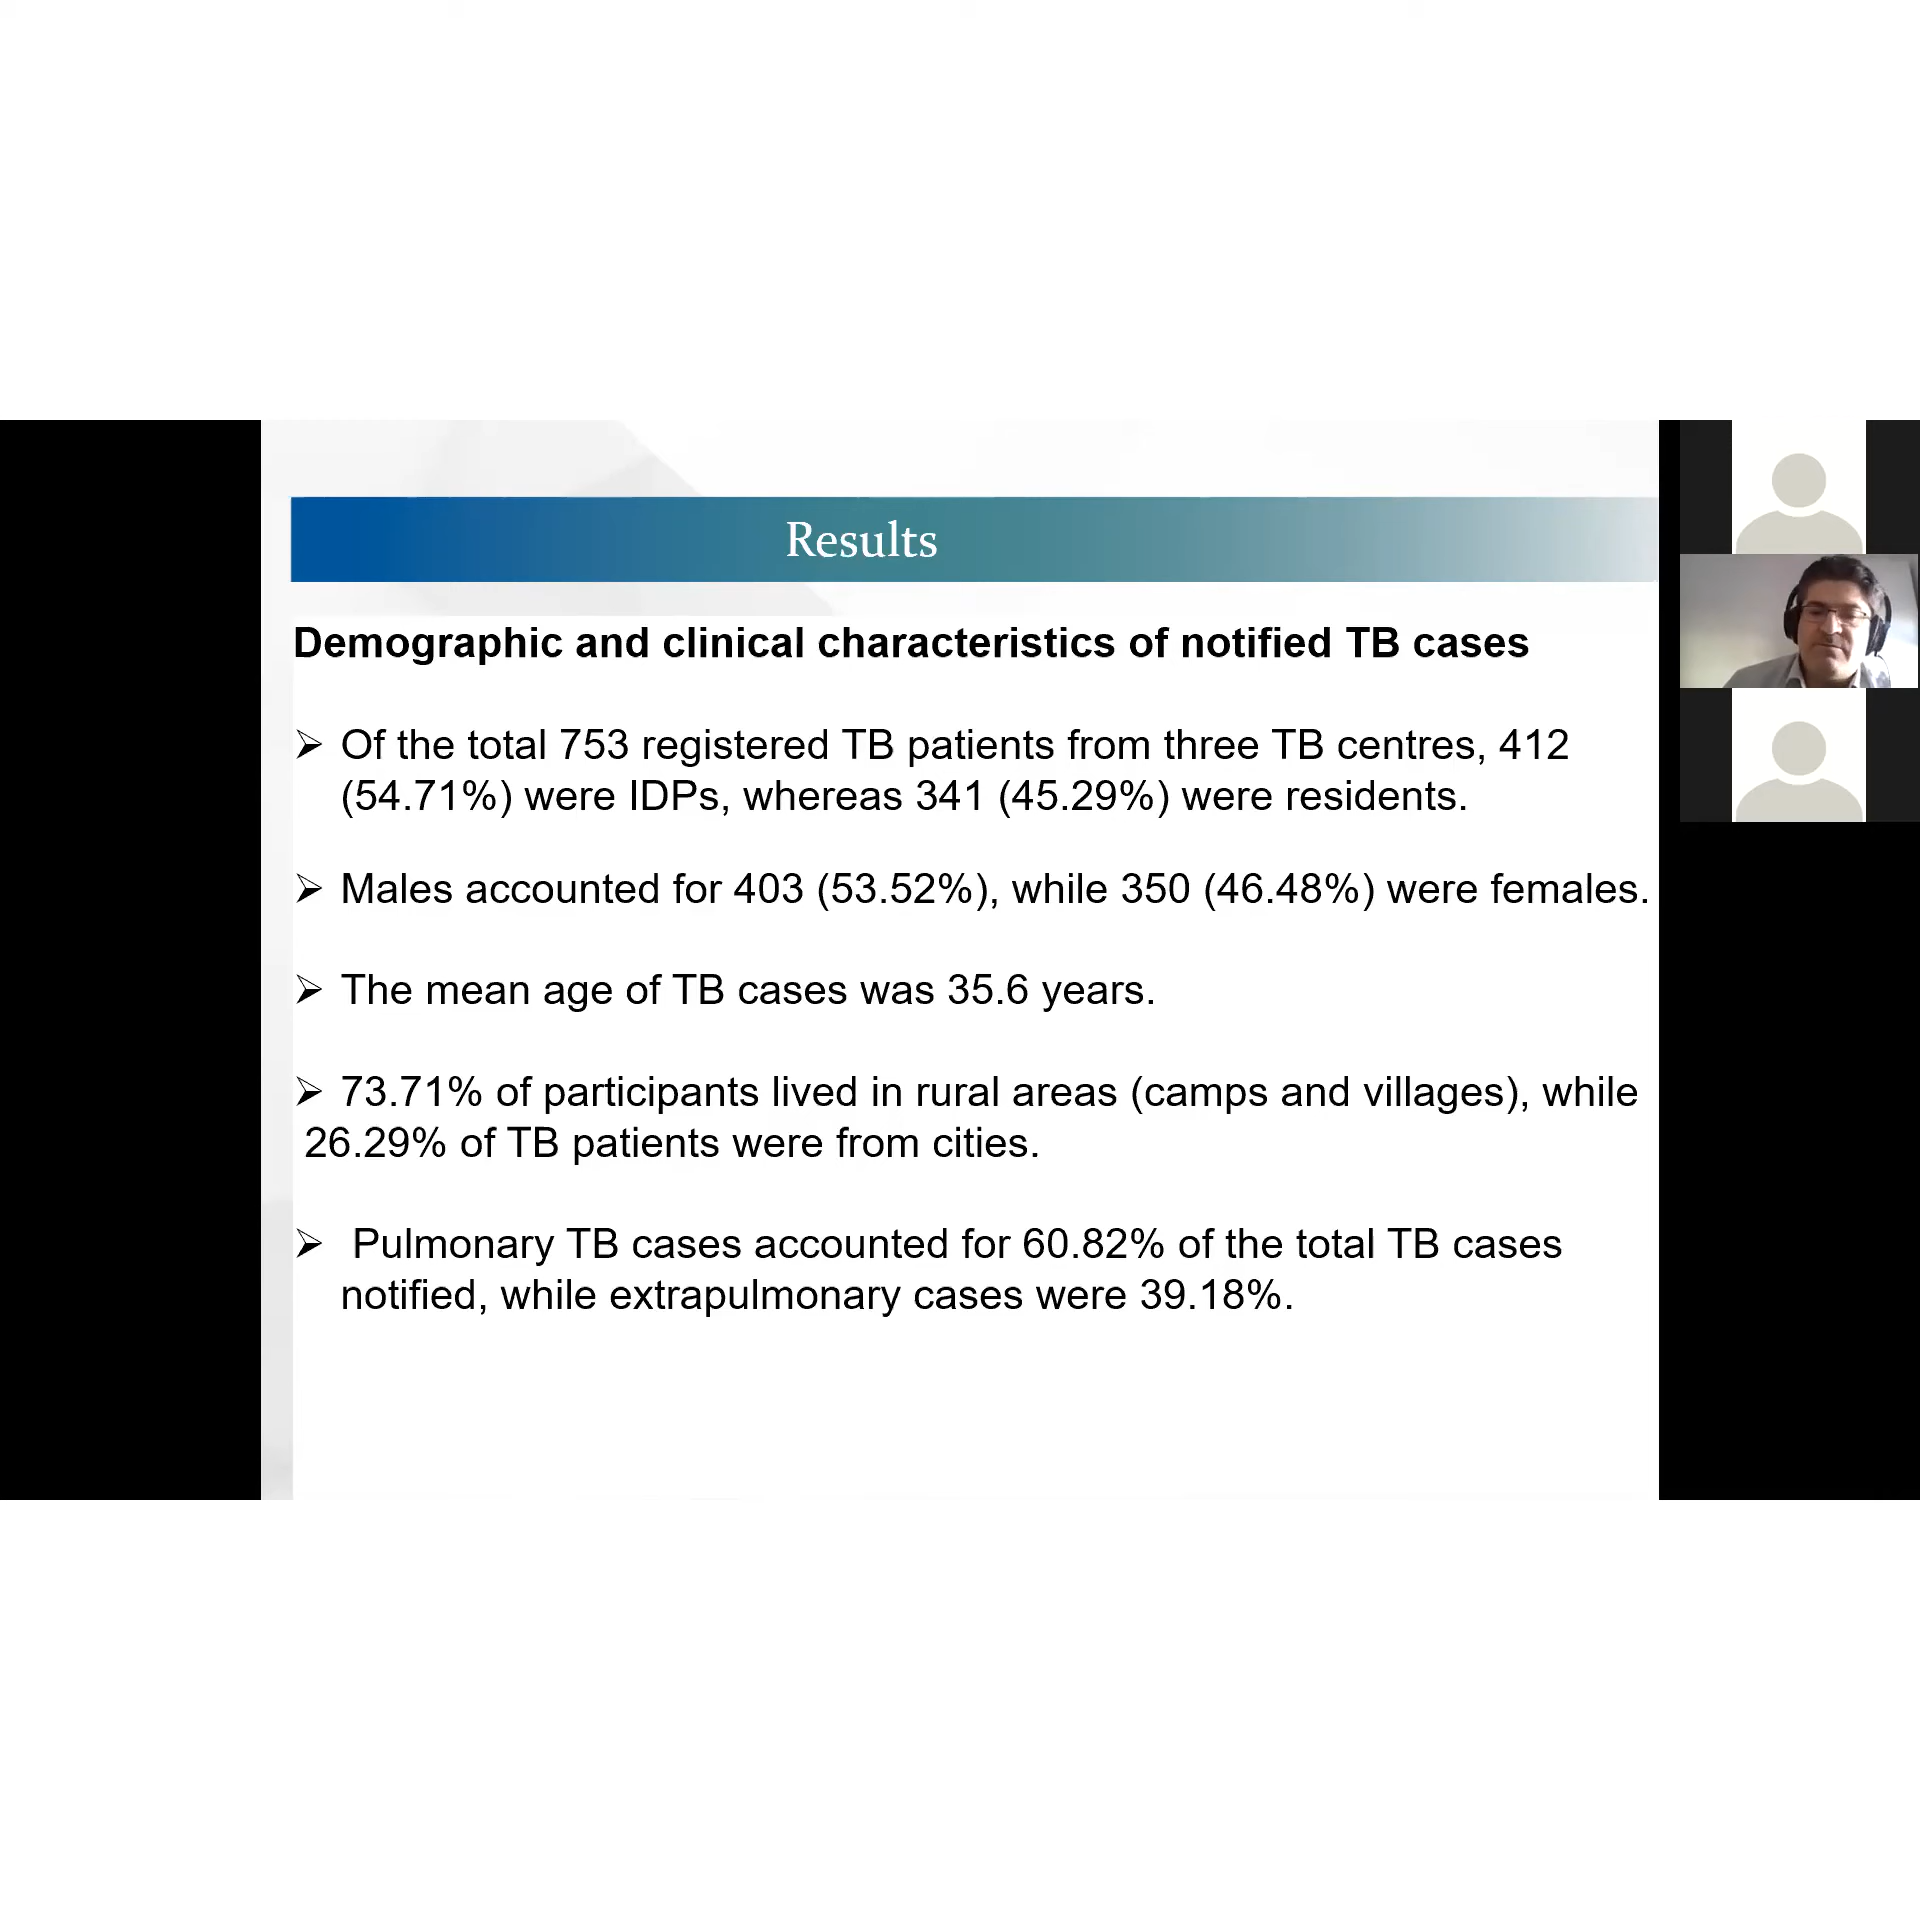 Results
Demographic and clinical characteristics of notified TB cases
➢ Of the total 753 registered TB patients from three TB centres, 412
(54.71%) were IDPs, whereas 341 (45.29%) were residents.
➢ Males accounted for 403 (53.52%), while 350 (46.48%) were females.
➢ The mean age of TB cases was 35.6 years.
➢ 73.71% of participants lived in rural areas (camps and villages), while
26.29% of TB patients were from cities.
➢ Pulmonary TB cases accounted for 60.82% of the total TB cases
notified, while extrapulmonary cases were 39.18%.